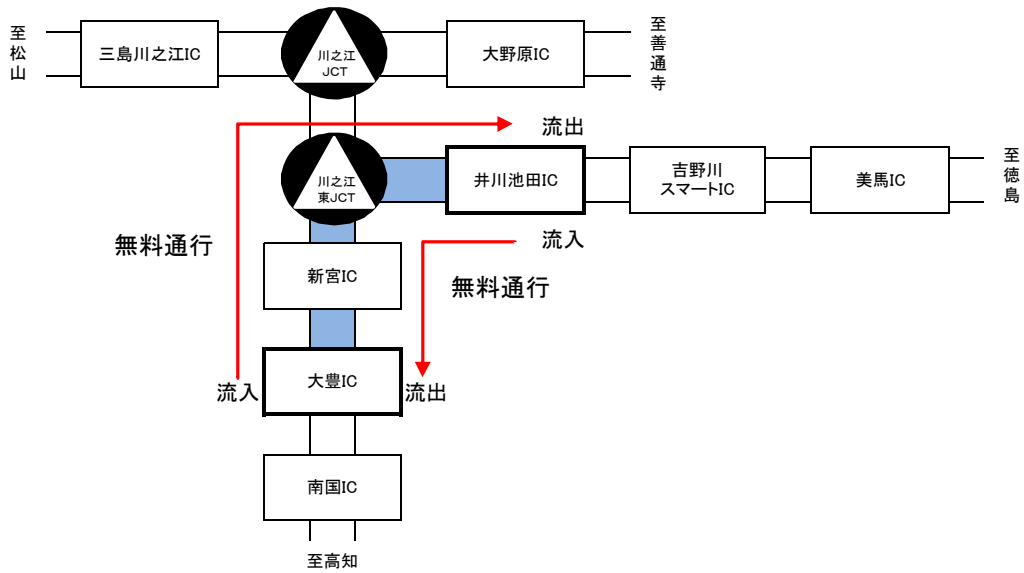 至松山
三島川之江IC
川之江
JCT
大野原IC
至善通寺
流出
川之江
東JCT
井川池田IC
吉野川
スマートIC
美馬IC
至徳島
無料通行
流入
新宮IC
無料通行
流入
大豊IC
流出
南国IC
至高知